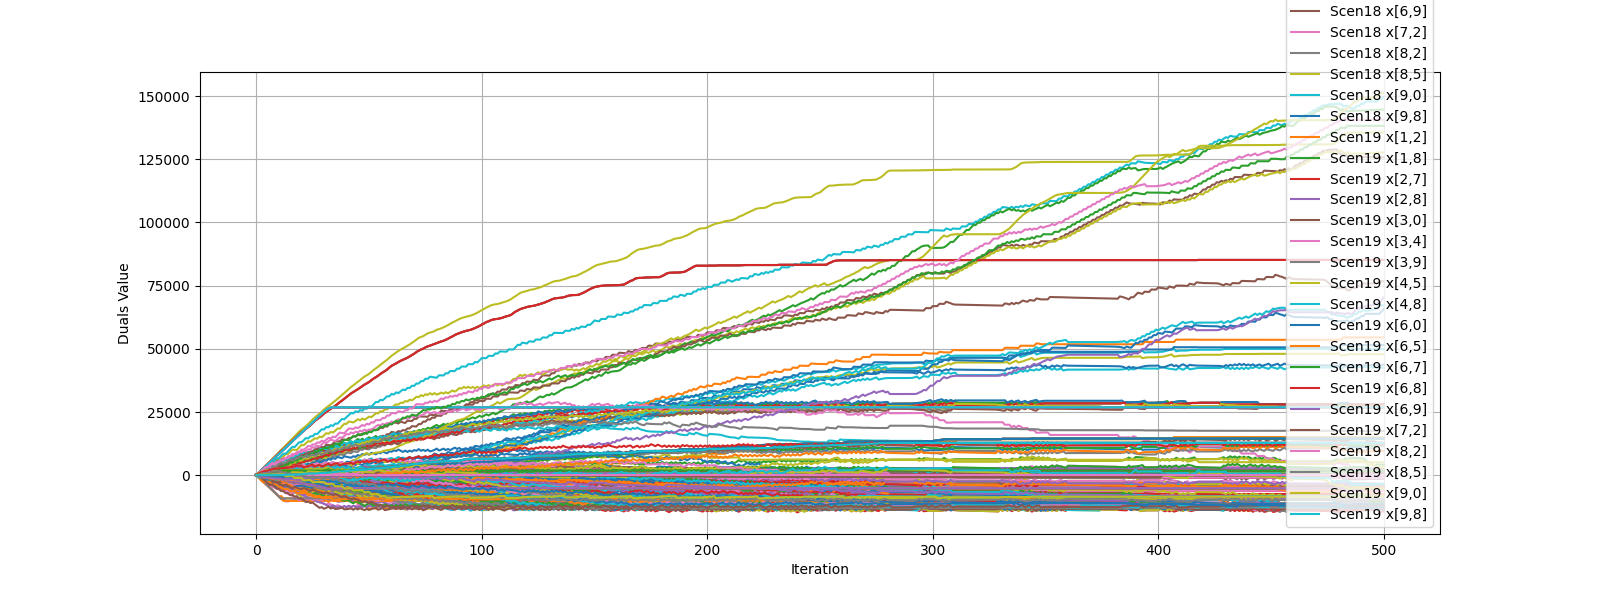 Scen18 x[6,9]
Scen18 x[7,2]
Scen18 x[8,2]
Scen18 x[8,5]
Scen18 x[9,0]
Scen18 x[9,8]
Scen19 x[1,2]
Scen19 x[1,8]
Scen19 x[2,7]
Scen19 x[2,8]
Scen19 x[3,0]
Scen19 x[3,4]
Scen19 x[3,9]
Scen19 x[4,5]
Scen19 x[4,8]
Scen19 x[6,0]
Scen19 x[6,5]
Scen19 x[6,7]
Scen19 x[6,8]
Scen19 x[6,9]
Scen19 x[7,2]
Scen19 x[8,2]
Scen19 x[8,5]
Scen19 x[9,0]
Scen19 x[9,8]
150000
125000
100000
75000
50000
25000
0
Duals Value
0 100 200 300 400 500
Iteration